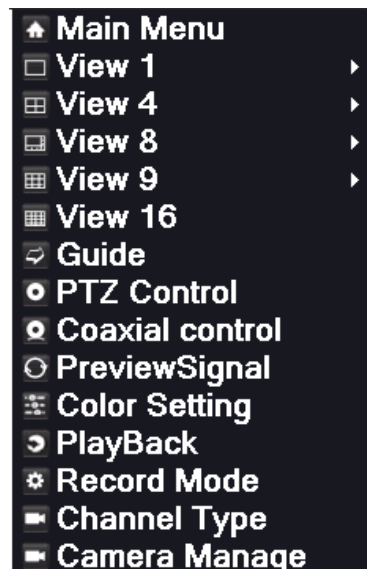 Main Menu
View 1
View 4
View 8
View 9
View 16
Guide
PTZ Control
Coaxial control
PreviewSignal
Color Setting
PlayBack
Record Mode
Channel Type
Camera Manage